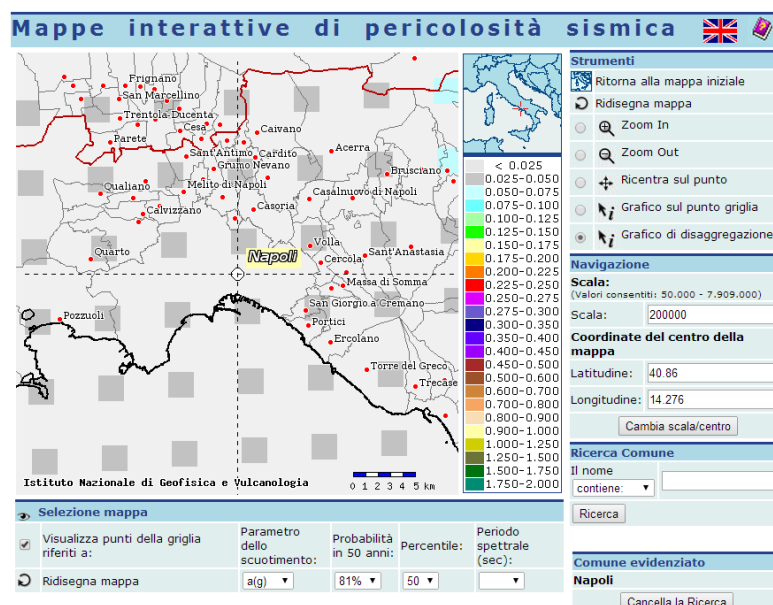 Mappe interattive di pericolosità sismica
Frignano
San Marcellino
Trentola-Ducenta
Cesa
Caivano
Parete
Sant'Antimo
Cardito
Acerra
Grumo Nevano
Brusciano
Qualiano
Melito di Napoli
Casalnuovo di Napoli
Calvizzano
Casoria
Volla
Quarto
Napoli
Cercola
Sant'Anastasia
Massa di Somma
San Giorgio a Cremano
Pozzuoli
Portici
Ercolano
Torre del Greco
Trecase
Istituto Nazionale di Geofisica e Vulcanologia
0 1 2 3 4 5 km
< 0.025
0.025-0.050
0.050-0.075
0.075-0.100
0.100-0.125
0.125-0.150
0.150-0.175
0.175-0.200
0.200-0.225
0.225-0.250
0.250-0.275
0.275-0.300
0.300-0.350
0.350-0.400
0.400-0.450
0.450-0.500
0.500-0.600
0.600-0.700
0.700-0.800
0.800-0.900
0.900-1.000
1.000-1.250
1.250-1.500
1.500-1.750
1.750-2.000
Strumenti
Ritorna alla mappa iniziale
Ridisegna mappa
Zoom In
Zoom Out
Ricentra sul punto
Grafico sul punto griglia
Grafico di disaggregazione
Navigazione
Scala:
(Valori consentiti: 50.000 - 7.909.000)
Scala: 200000
Coordinate del centro della
mappa
Latitudine: 40.86
Longitudine: 14.276
Cambia scala/centro
Ricerca Comune
Il nome
contiene:
Ricerca
Comune evidenziato
Napoli
Cancella la Ricerca
Selezione mappa
Visualizza punti della griglia
riferiti a:
Parametro
dello
scuotimento:
Probabilità
in 50 anni:
Percentile:
Periodo
spettrale
(sec):
Ridisegna mappa
a(g)
81%
50